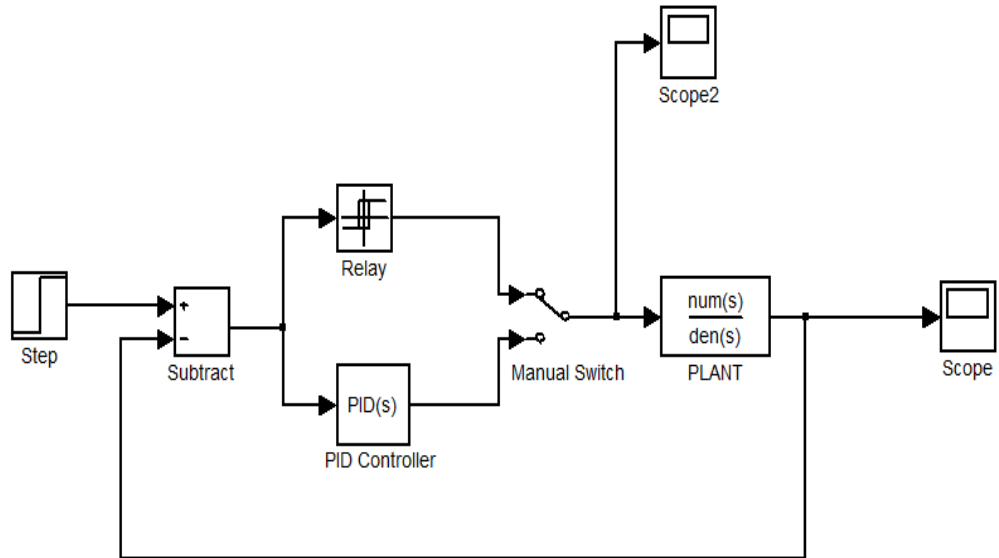 Scope2
Relay
Step
+
−
Subtract
PID(s)
PID Controller
Manual Switch
num(s)
den(s)
PLANT
Scope